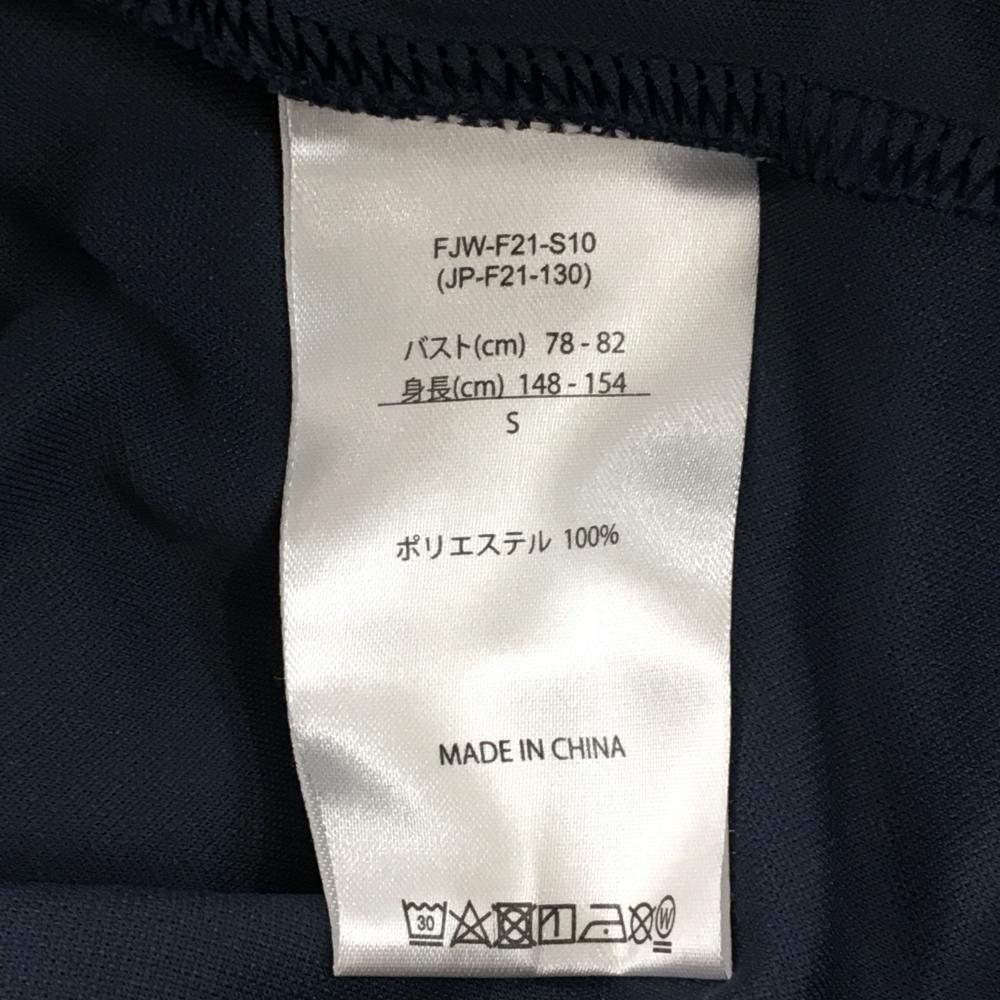 FJW-F21-S10
(JP-F21-130)
バスト(cm) 78 - 82
身長(cm) 148 - 154
S
ポリエステル 100%
MADE IN CHINA
30 W